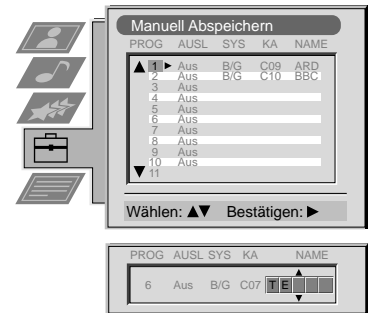 Manuell Abspeichern
PROG AUSL SYS KA NAME
1 Aus B/G C09 ARD
2 Aus B/G C10 BBC
3 Aus
4 Aus
5 Aus
6 Aus
7 Aus
8 Aus
9 Aus
10 Aus
11
Wählen: ▲▼ Bestätigen: ►
PROG AUSL SYS KA NAME
6 Aus B/G C07 T E